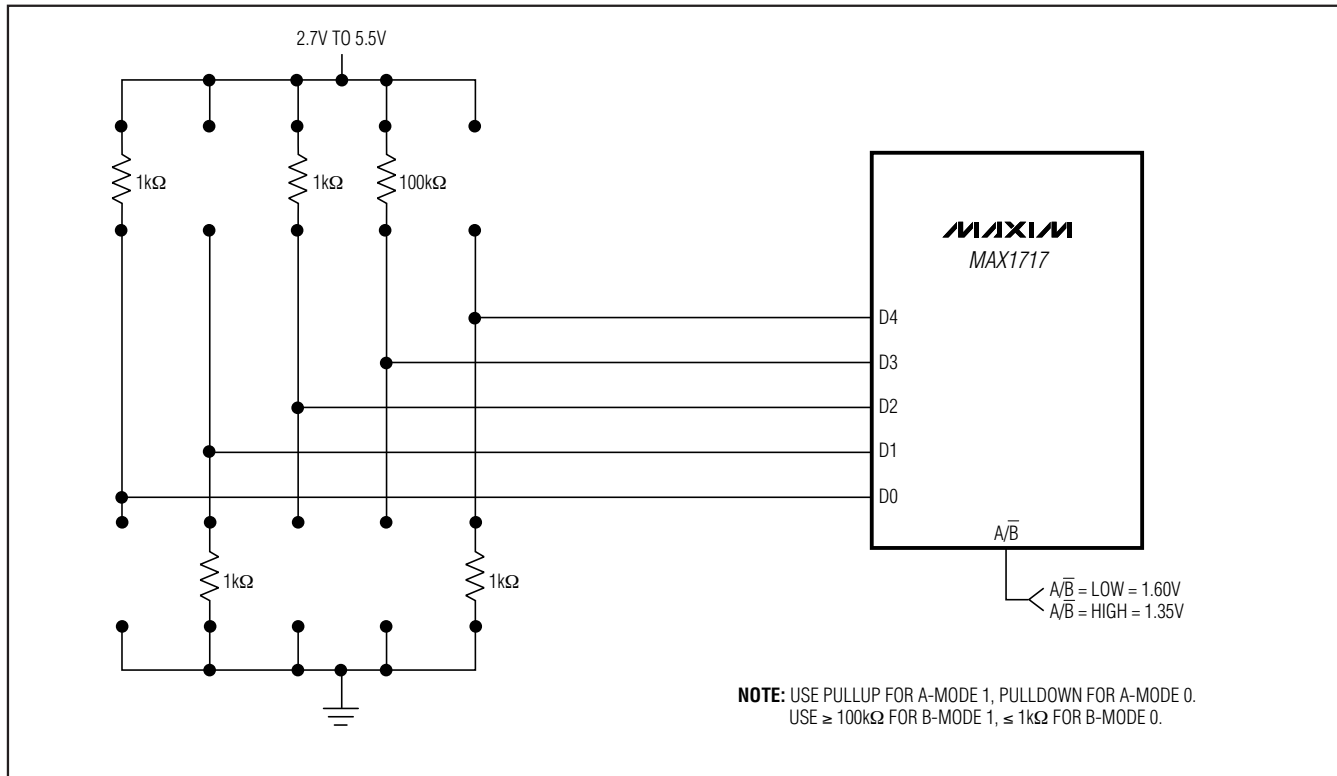 2.7V TO 5.5V
1kΩ
1kΩ
100kΩ
MAXIM
MAX1717
D4
D3
D2
D1
D0
A/B̅
1kΩ
1kΩ
A/B̅ = LOW = 1.60V
A/B̅ = HIGH = 1.35V
NOTE: USE PULLUP FOR A-MODE 1, PULLDOWN FOR A-MODE 0.
USE ≥ 100kΩ FOR B-MODE 1, ≤ 1kΩ FOR B-MODE 0.